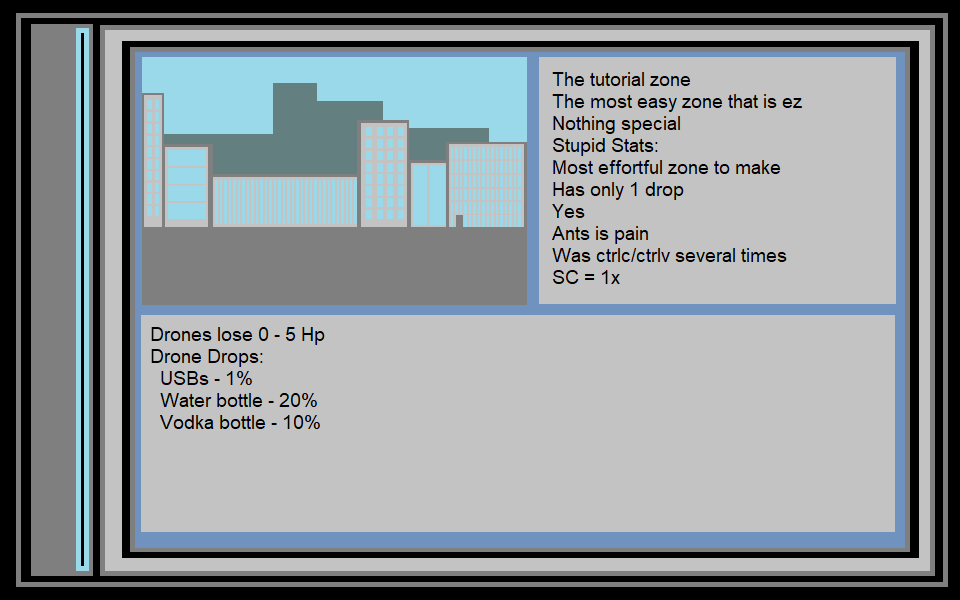 The tutorial zone
The most easy zone that is ez
Nothing special
Stupid Stats:
Most effortful zone to make
Has only 1 drop
Yes
Ants is pain
Was ctrlc/ctrlv several times
SC = 1x
Drones lose 0 - 5 Hp
Drone Drops:
USBs - 1%
Water bottle - 20%
Vodka bottle - 10%